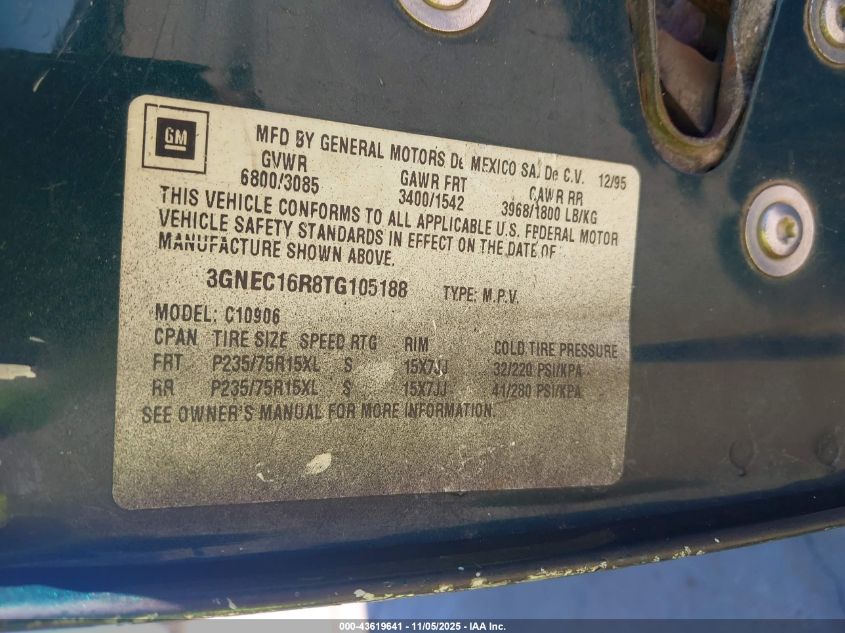 GM
MFD BY GENERAL MOTORS De MEXICO SA. De C.V. 12/95
GVWR GAWR FRT GAWR RR
6800/3085 3400/1542 3968/1800 LB/KG
THIS VEHICLE CONFORMS TO ALL APPLICABLE U.S. FEDERAL MOTOR
VEHICLE SAFETY STANDARDS IN EFFECT ON THE DATE OF
MANUFACTURE SHOWN ABOVE.
3GNEC16R8TG105188 TYPE: M.P.V.
MODEL: C10906
CPAN TIRE SIZE SPEED RTG RIM COLD TIRE PRESSURE
FRT P235/75R15XL S 15X7JJ 32/220 PSI/KPA
RR P235/75R15XL S 15X7JJ 41/280 PSI/KPA
SEE OWNER'S MANUAL FOR MORE INFORMATION.
000-43619641 - 11/05/2025 - IAA Inc.